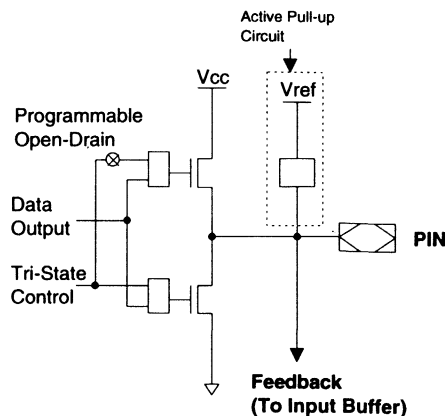 Active Pull-up
Circuit
Vcc
Vref
Programmable
Open-Drain
Data
Output
PIN
Tri-State
Control
Feedback
(To Input Buffer)